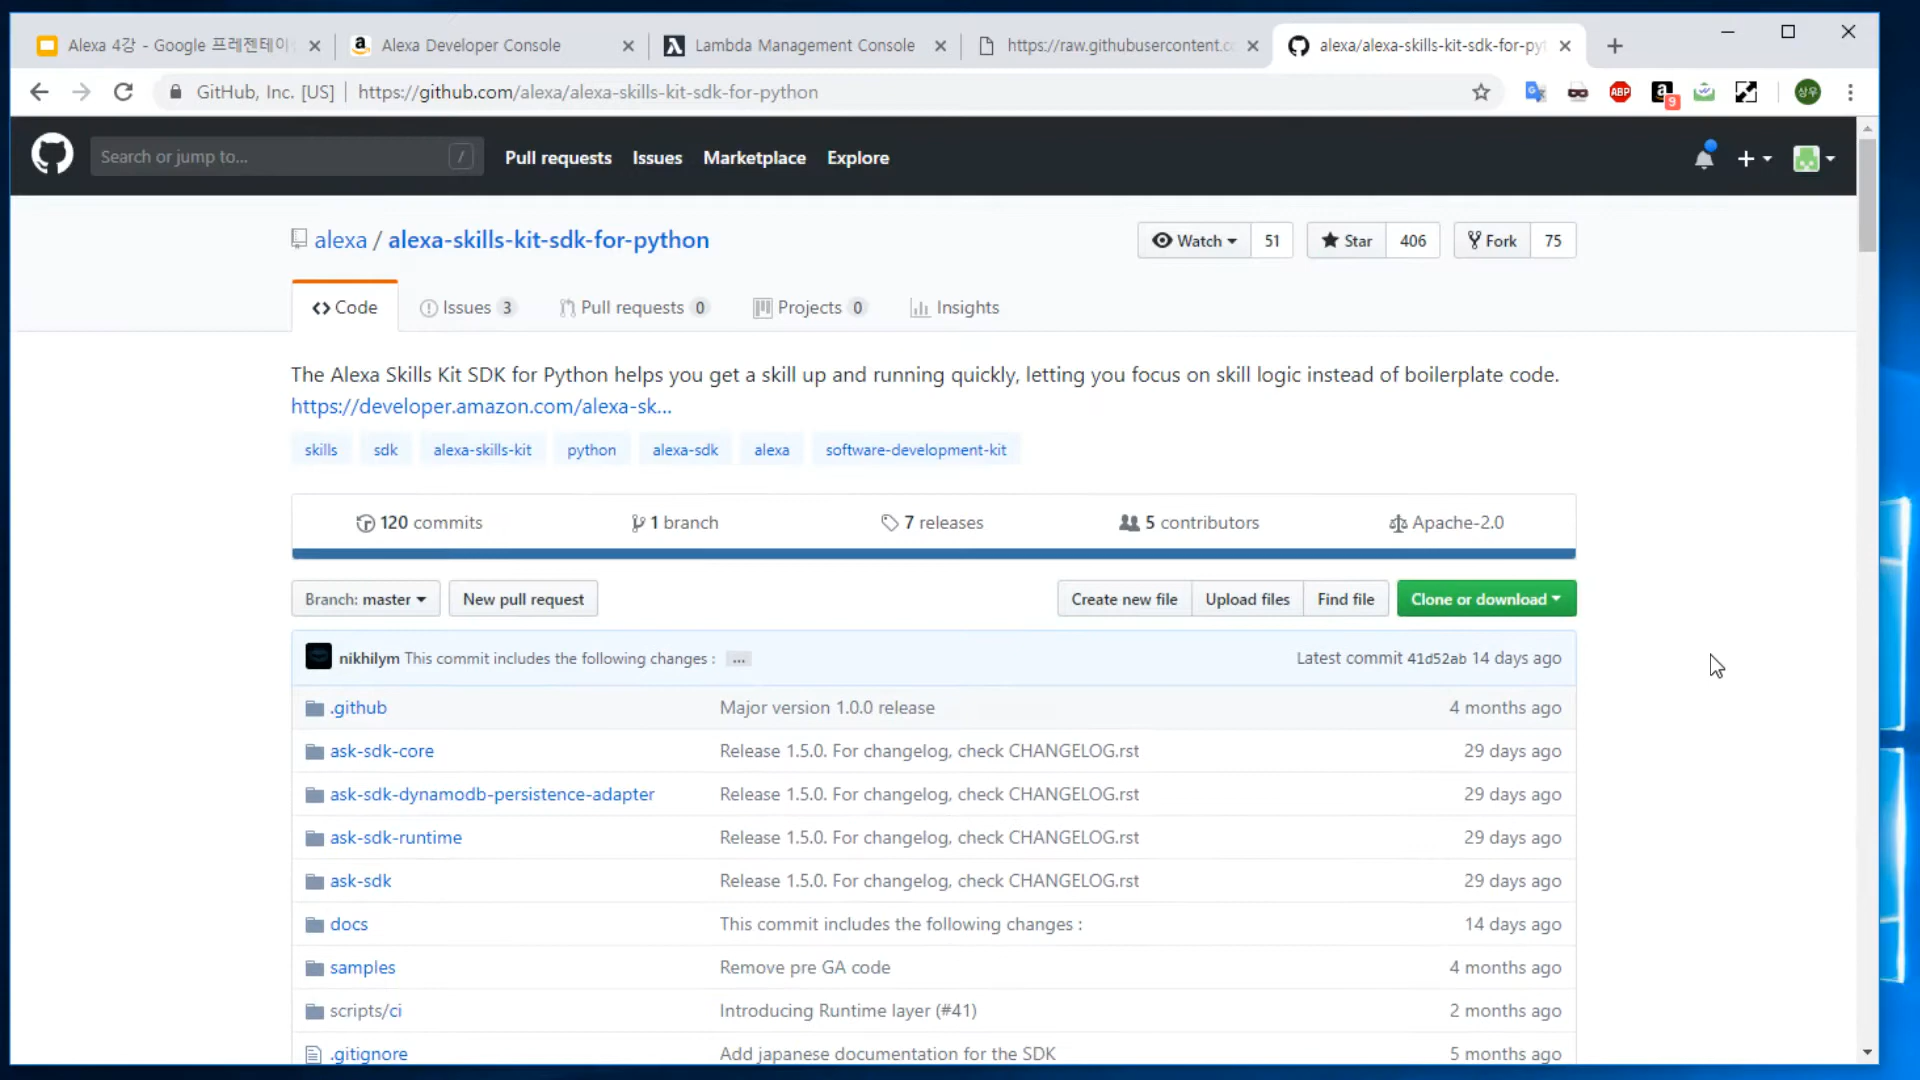 Alexa 4강 - Google 프레젠테이
Alexa Developer Console
Lambda Management Console
https://raw.githubusercontent.c
alexa/alexa-skills-kit-sdk-for-py
GitHub, Inc. [US]
https://github.com/alexa/alexa-skills-kit-sdk-for-python
ABP
9
상우
Search or jump to...
/
Pull requests
Issues
Marketplace
Explore
alexa / alexa-skills-kit-sdk-for-python
Watch
51
Star
406
Fork
75
Code
Issues 3
Pull requests 0
Projects 0
Insights
The Alexa Skills Kit SDK for Python helps you get a skill up and running quickly, letting you focus on skill logic instead of boilerplate code.
https://developer.amazon.com/alexa-sk...
skills
sdk
alexa-skills-kit
python
alexa-sdk
alexa
software-development-kit
120 commits
1 branch
7 releases
5 contributors
Apache-2.0
Branch: master
New pull request
Create new file
Upload files
Find file
Clone or download
nikhilym This commit includes the following changes : ...
Latest commit 41d52ab 14 days ago
.github
Major version 1.0.0 release
4 months ago
ask-sdk-core
Release 1.5.0. For changelog, check CHANGELOG.rst
29 days ago
ask-sdk-dynamodb-persistence-adapter
Release 1.5.0. For changelog, check CHANGELOG.rst
29 days ago
ask-sdk-runtime
Release 1.5.0. For changelog, check CHANGELOG.rst
29 days ago
ask-sdk
Release 1.5.0. For changelog, check CHANGELOG.rst
29 days ago
docs
This commit includes the following changes :
14 days ago
samples
Remove pre GA code
4 months ago
scripts/ci
Introducing Runtime layer (#41)
2 months ago
.gitignore
Add japanese documentation for the SDK
5 months ago